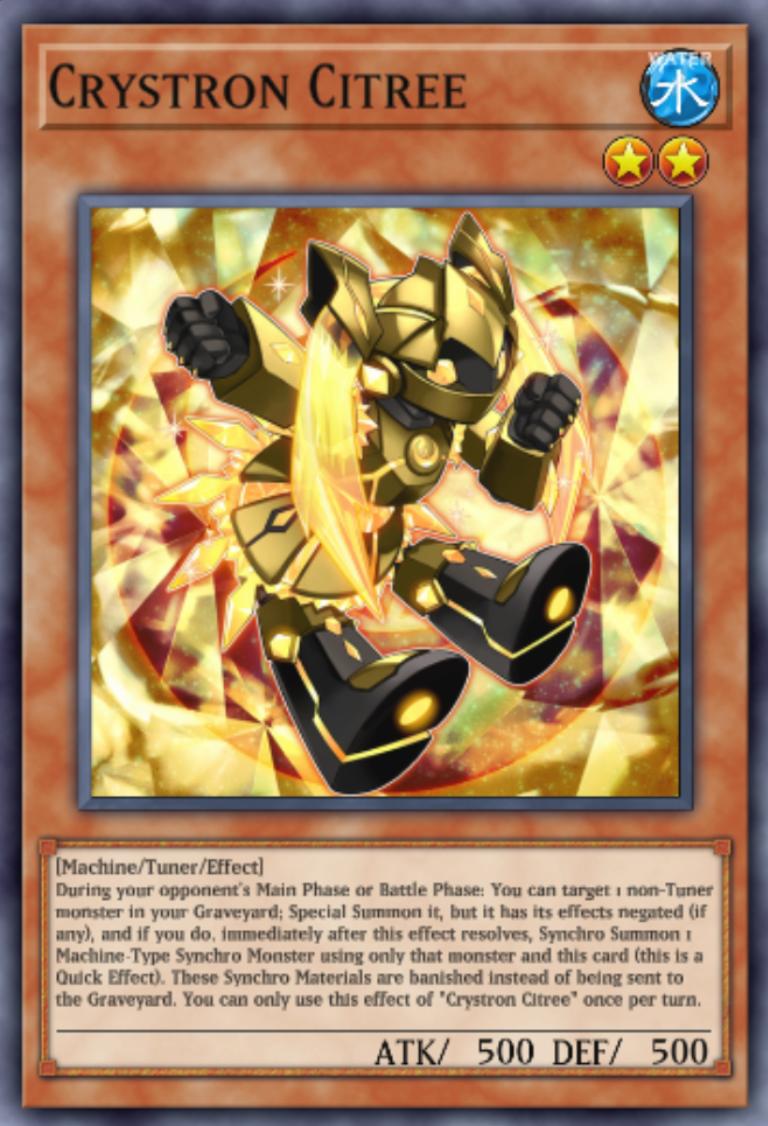 Crystron Citree
WATER
水
[Machine/Tuner/Effect]
During your opponent's Main Phase or Battle Phase: You can target 1 non-Tuner
monster in your Graveyard; Special Summon it, but it has its effects negated (if
any), and if you do, immediately after this effect resolves, Synchro Summon 1
Machine-Type Synchro Monster using only that monster and this card (this is a
Quick Effect). These Synchro Materials are banished instead of being sent to
the Graveyard. You can only use this effect of "Crystron Citree" once per turn.
ATK/ 500 DEF/ 500